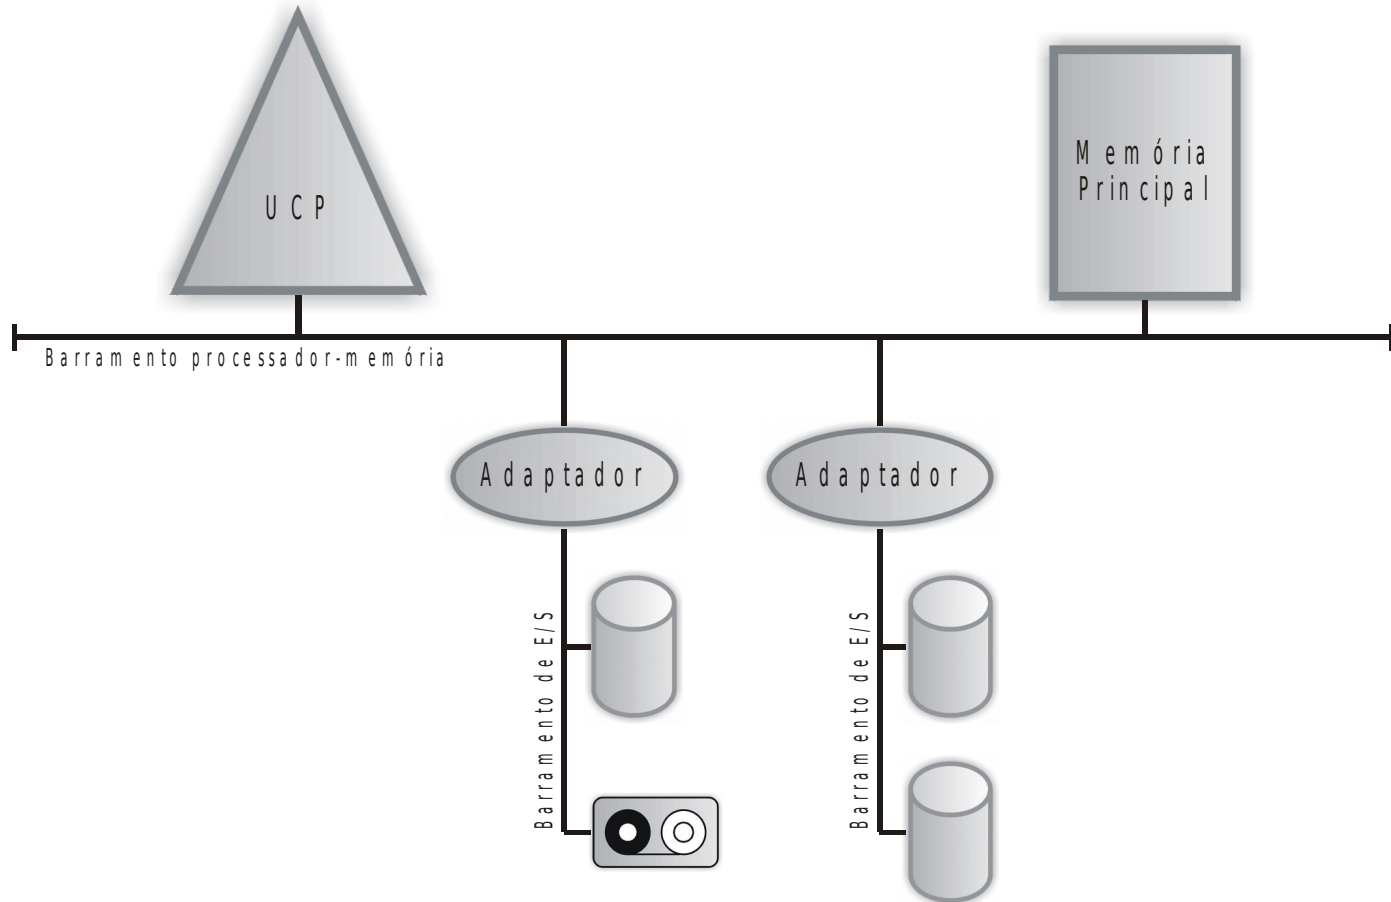 UCP
Memória
Principal
Barramento processador-memória
Adaptador
Adaptador
Barramento de E/S
Barramento de E/S